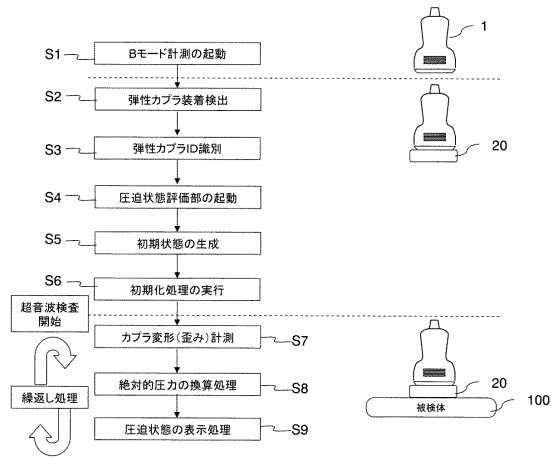 S1
Bモード計測の起動
1
S2
弾性カプラ装着検出
S3
弾性カプラID識別
20
S4
圧迫状態評価部の起動
S5
初期状態の生成
S6
初期化処理の実行
超音波検査
開始
カプラ変形(歪み)計測
S7
繰返し処理
絶対的圧力の換算処理
S8
20
被検体
100
圧迫状態の表示処理
S9